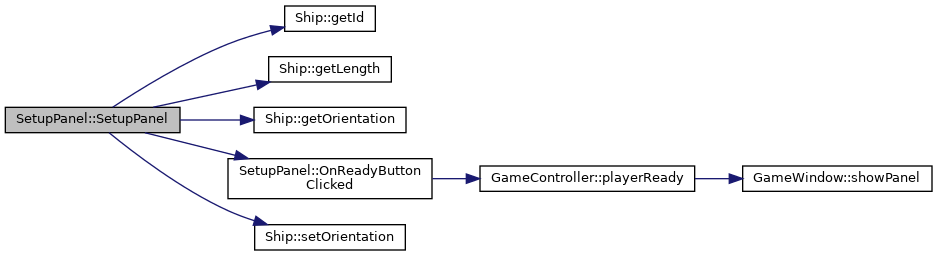 Ship::getId
Ship::getLength
SetupPanel::SetupPanel
Ship::getOrientation
SetupPanel::OnReadyButton
Clicked
GameController::playerReady
GameWindow::showPanel
Ship::setOrientation